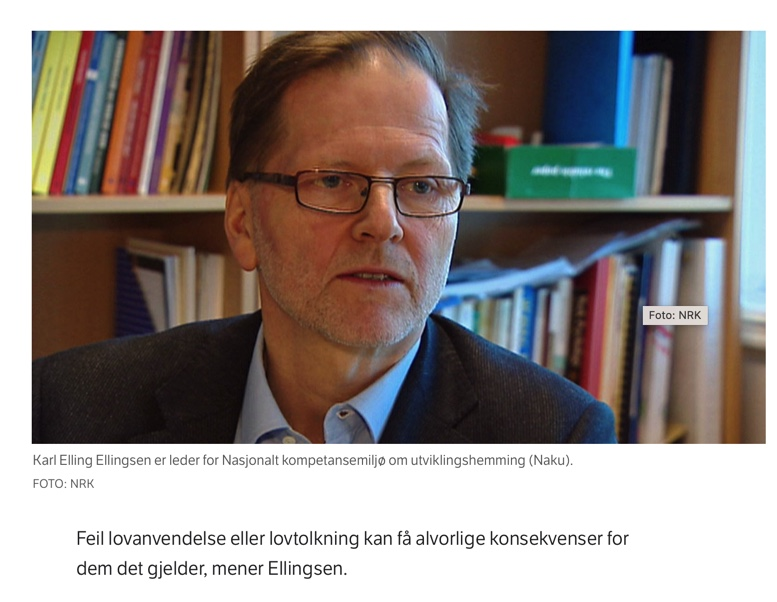 Foto: NRK
Karl Elling Ellingsen er leder for Nasjonalt kompetansemiljø om utviklingshemming (Naku).
FOTO: NRK
Feil lovanvendelse eller lovtolkning kan få alvorlige konsekvenser for
dem det gjelder, mener Ellingsen.